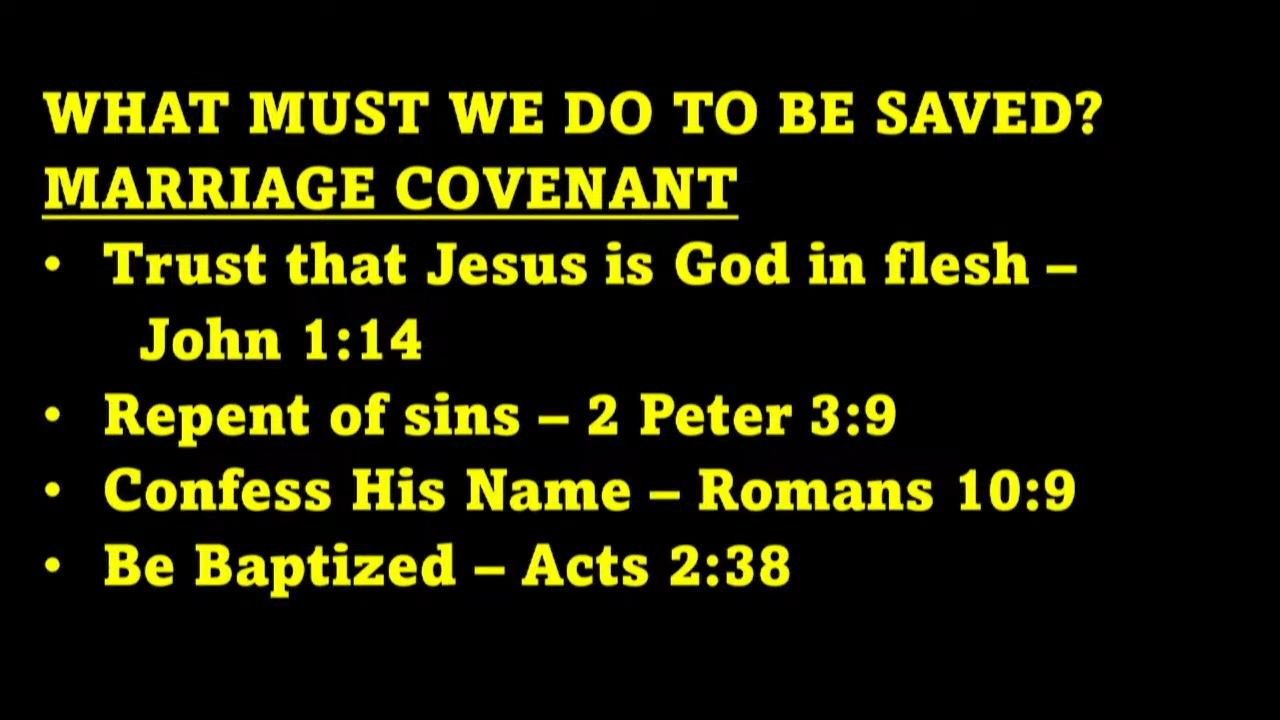 WHAT MUST WE DO TO BE SAVED?
MARRIAGE COVENANT
• Trust that Jesus is God in flesh –
John 1:14
• Repent of sins – 2 Peter 3:9
• Confess His Name – Romans 10:9
• Be Baptized – Acts 2:38